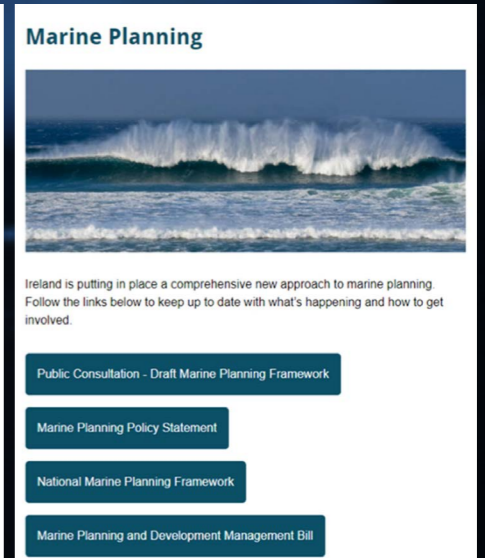 Marine Planning
Ireland is putting in place a comprehensive new approach to marine planning.
Follow the links below to keep up to date with what's happening and how to get
involved.
Public Consultation - Draft Marine Planning Framework
Marine Planning Policy Statement
National Marine Planning Framework
Marine Planning and Development Management Bill